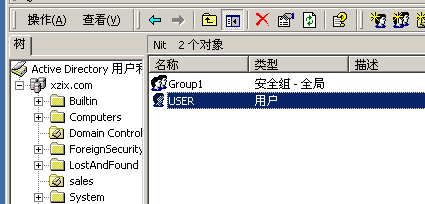 操作(A) 查看(V)
树
Nit 2 个对象
名称 类型 描述
Active Directory 用户和
xzix.com
Builtin
Computers
Domain Control
ForeignSecurity
LostAndFound
sales
System
Group1 安全组 - 全局
USER 用户